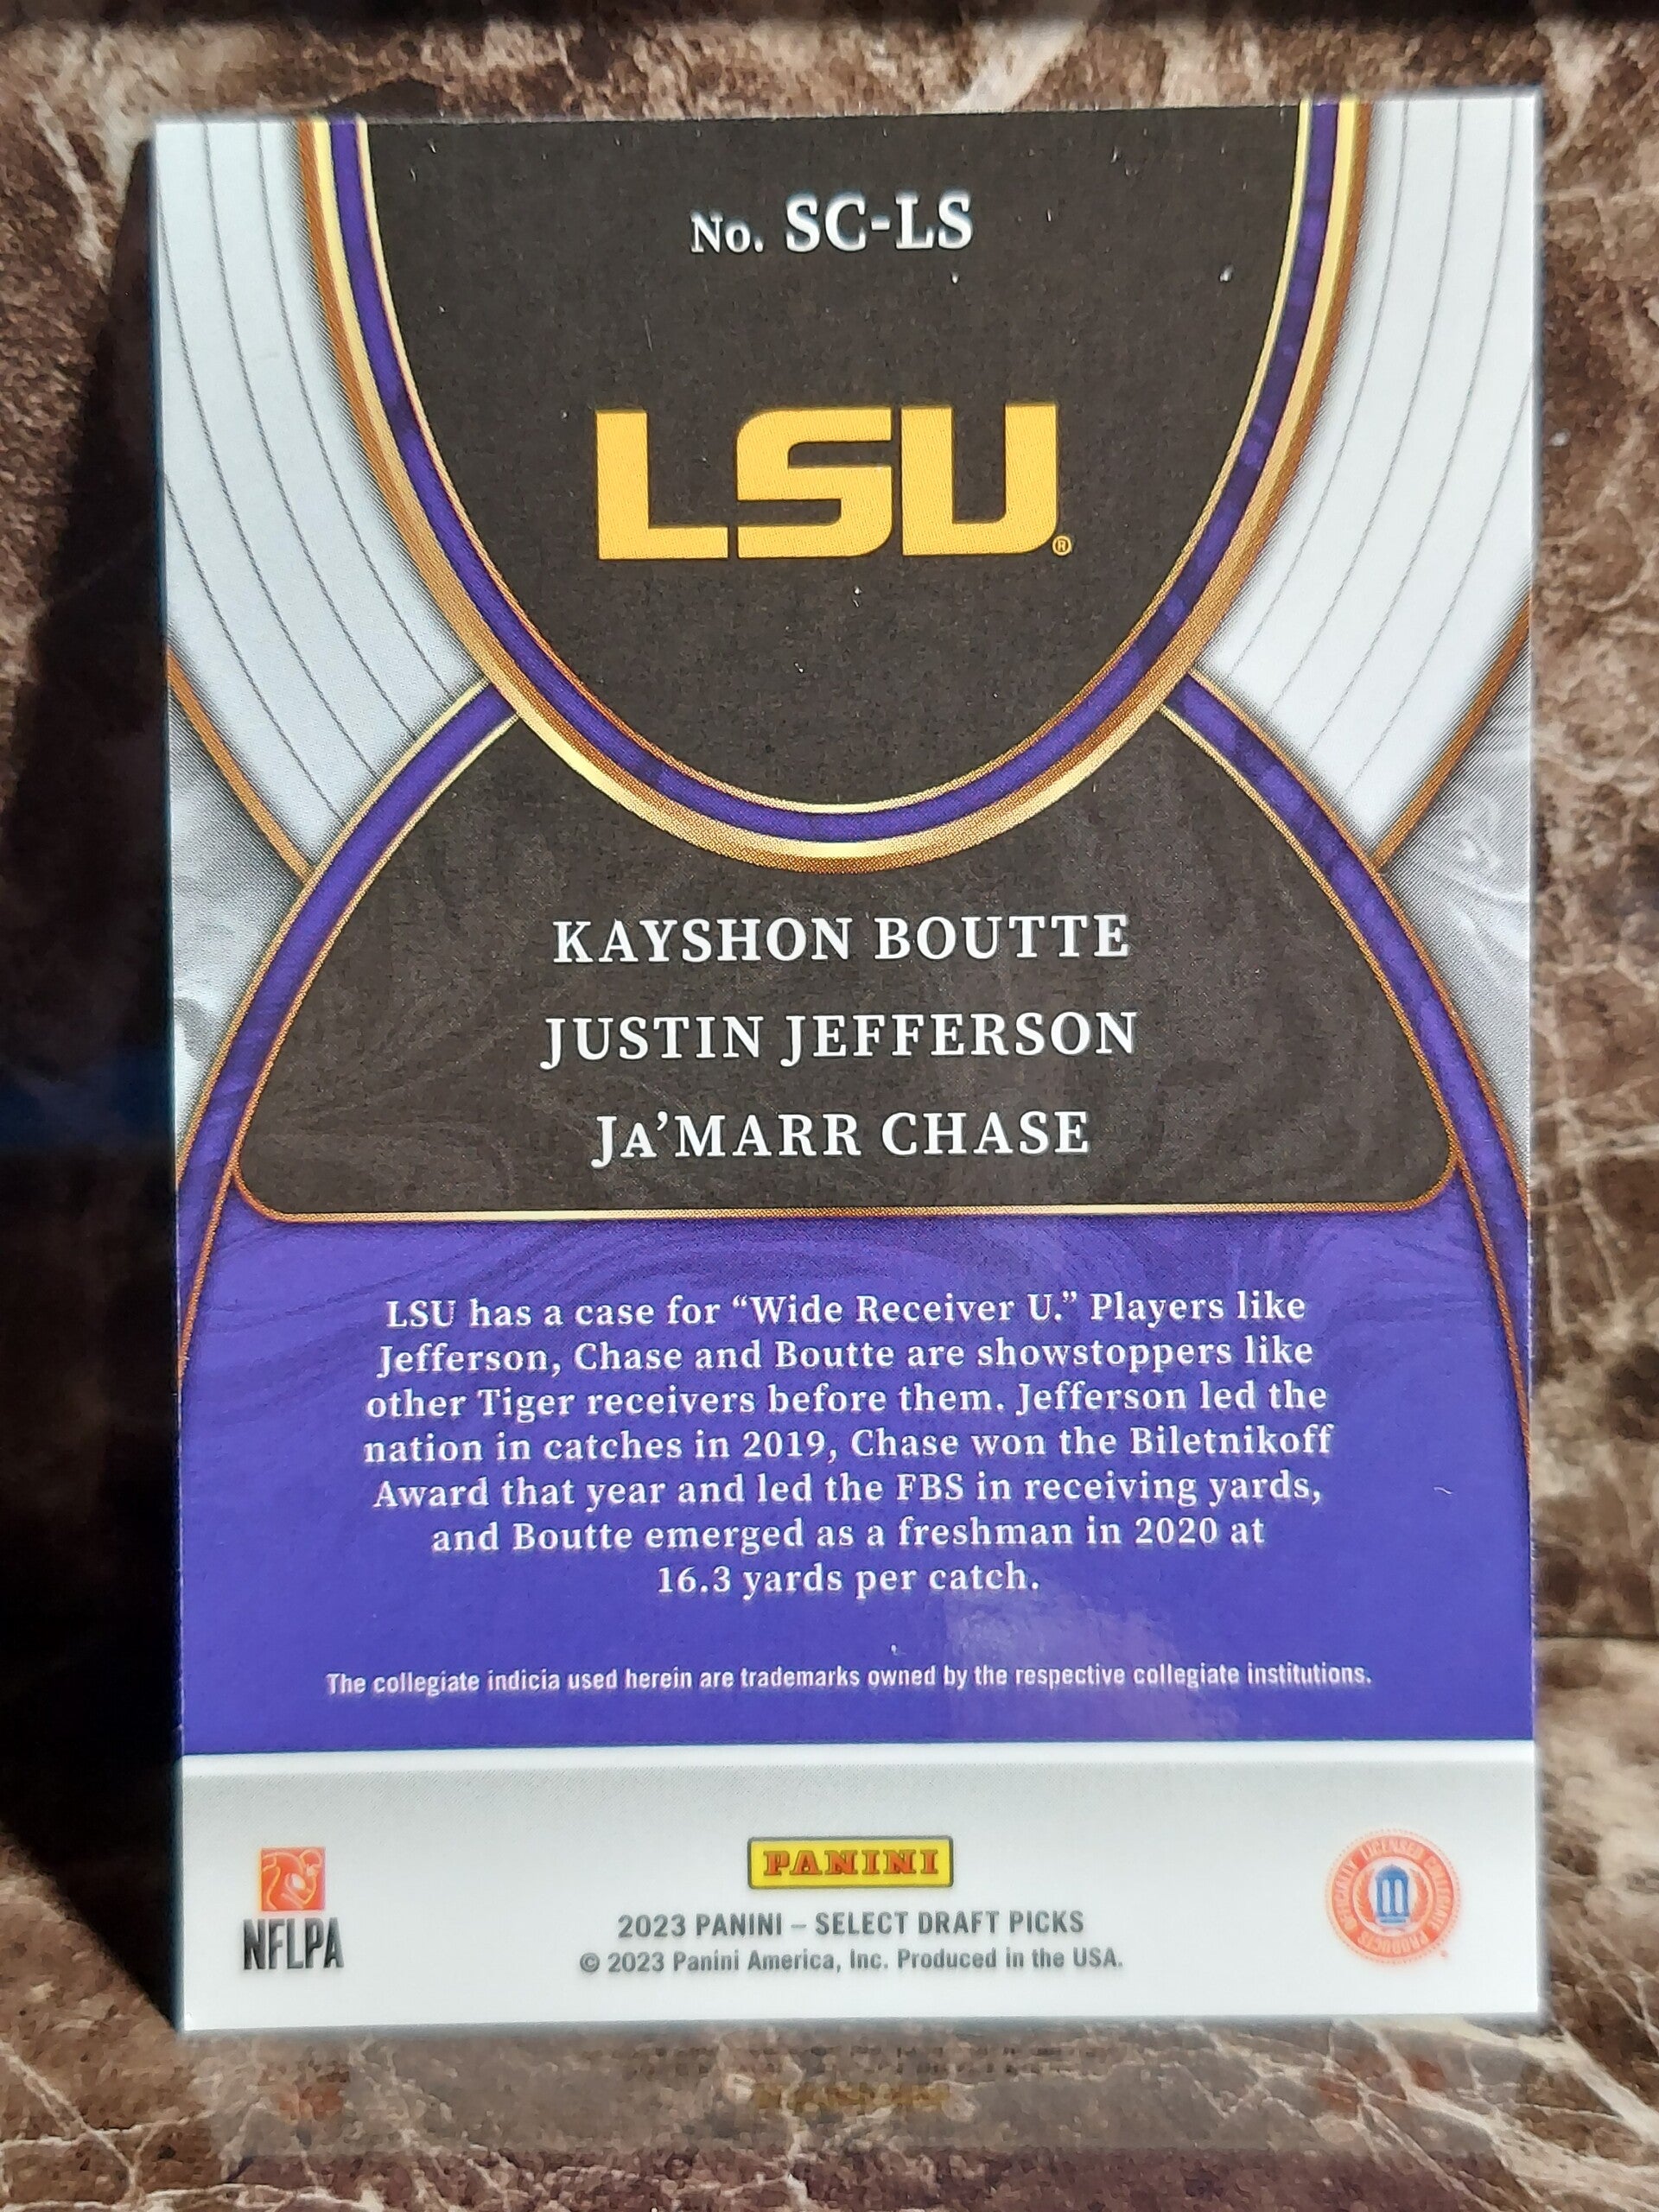 No. SC-LS
LSU®
KAYSHON BOUTTE
JUSTIN JEFFERSON
JA’MARR CHASE
LSU has a case for “Wide Receiver U.” Players like
Jefferson, Chase and Boutte are showstoppers like
other Tiger receivers before them. Jefferson led the
nation in catches in 2019, Chase won the Biletnikoff
Award that year and led the FBS in receiving yards,
and Boutte emerged as a freshman in 2020 at
16.3 yards per catch.
The collegiate indicia used herein are trademarks owned by the respective collegiate institutions.
NFLPA
PANINI
2023 PANINI – SELECT DRAFT PICKS
© 2023 Panini America, Inc. Produced in the USA.
OFFICIALLY LICENSED COLLEGIATE PRODUCTS